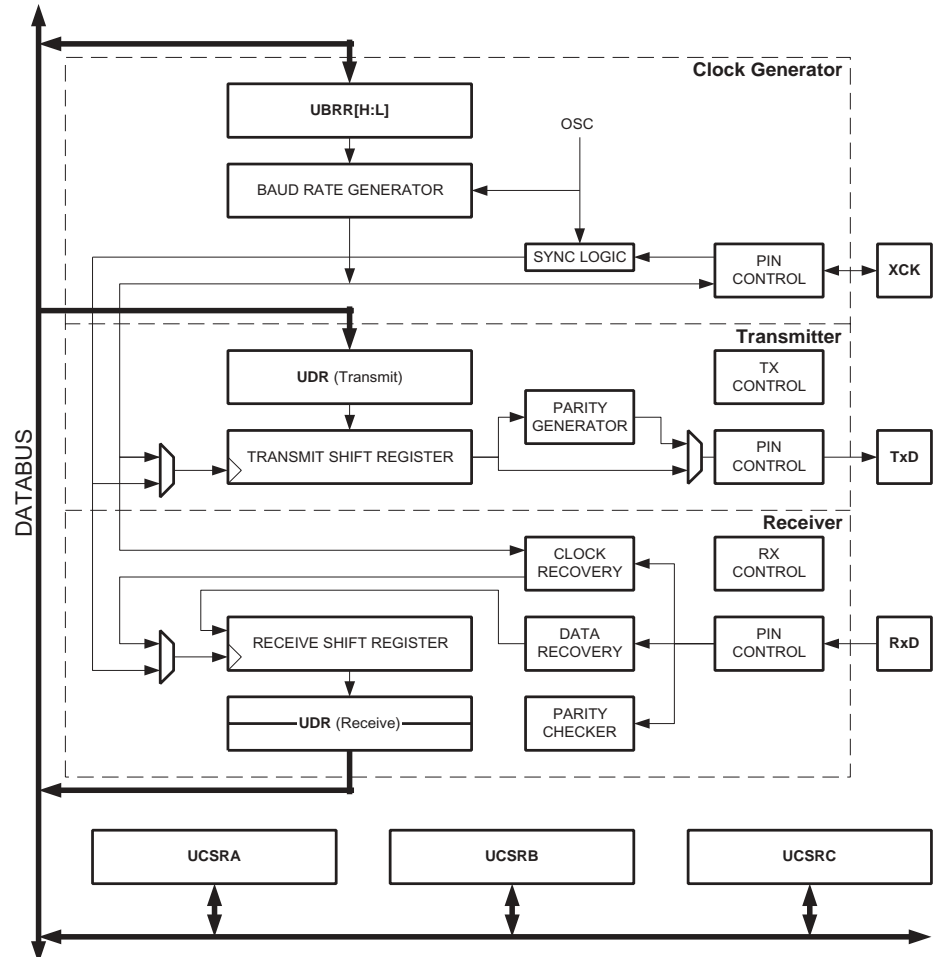 Clock Generator
UBRR[H:L]
OSC
BAUD RATE GENERATOR
SYNC LOGIC
PIN
CONTROL
XCK
Transmitter
UDR (Transmit)
TX
CONTROL
PARITY
GENERATOR
TRANSMIT SHIFT REGISTER
PIN
CONTROL
TxD
DATABUS
Receiver
CLOCK
RECOVERY
RX
CONTROL
RECEIVE SHIFT REGISTER
DATA
RECOVERY
PIN
CONTROL
RxD
UDR (Receive)
PARITY
CHECKER
UCSRA
UCSRB
UCSRC